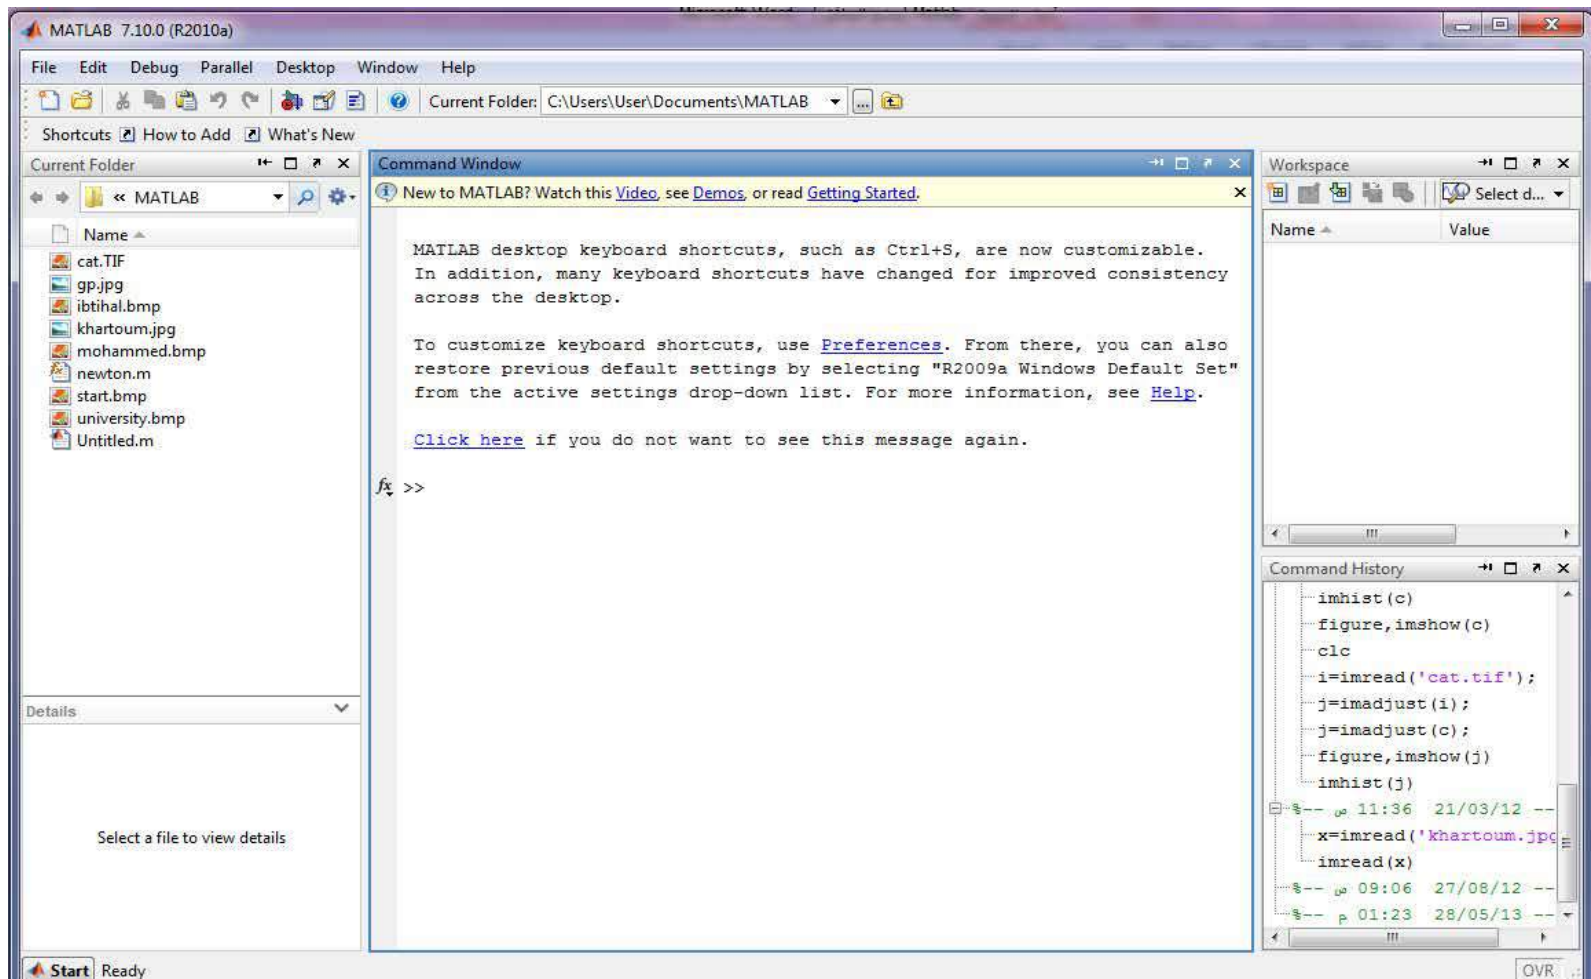 MATLAB 7.10.0 (R2010a)
File Edit Debug Parallel Desktop Window Help
Current Folder: C:\Users\User\Documents\MATLAB ...
Shortcuts How to Add What's New
Current Folder
« MATLAB
Name
cat.TIF
gp.jpg
ibtihal.bmp
khartoum.jpg
mohammed.bmp
newton.m
start.bmp
university.bmp
Untitled.m
Details
Select a file to view details
Command Window
New to MATLAB? Watch this Video, see Demos, or read Getting Started.
MATLAB desktop keyboard shortcuts, such as Ctrl+S, are now customizable.
In addition, many keyboard shortcuts have changed for improved consistency
across the desktop.
To customize keyboard shortcuts, use Preferences. From there, you can also
restore previous default settings by selecting "R2009a Windows Default Set"
from the active settings drop-down list. For more information, see Help.
Click here if you do not want to see this message again.
fx >>
Workspace
Select d...
Name Value
Command History
imhist(c)
figure,imshow(c)
clc
i=imread('cat.tif');
j=imadjust(i);
j=imadjust(c);
figure,imshow(j)
imhist(j)
%-- ص 11:36 21/03/12 --
x=imread('khartoum.jpg
imread(x)
%-- ص 09:06 27/08/12 --
%-- م 01:23 28/05/13 --
Start Ready
OVR